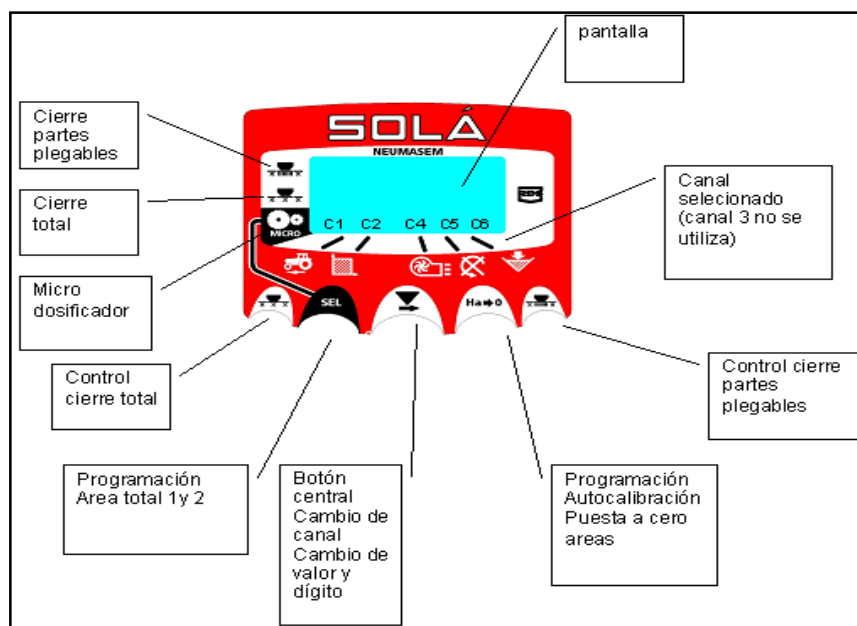 pantalla
Cierre
partes
plegables
SOLÁ
NEUMASEM
Cierre
total
Canal
selecionado
(canal 3 no se
utiliza)
RDS
MICRO
C1 C2 C4 C5 C6
Micro
dosificador
SEL
Ha➡0
Control
cierre total
Control cierre
partes
plegables
Programación
Area total 1y 2
Botón
central
Cambio de
canal
Cambio de
valor y
dígito
Programación
Autocalibración
Puesta a cero
areas